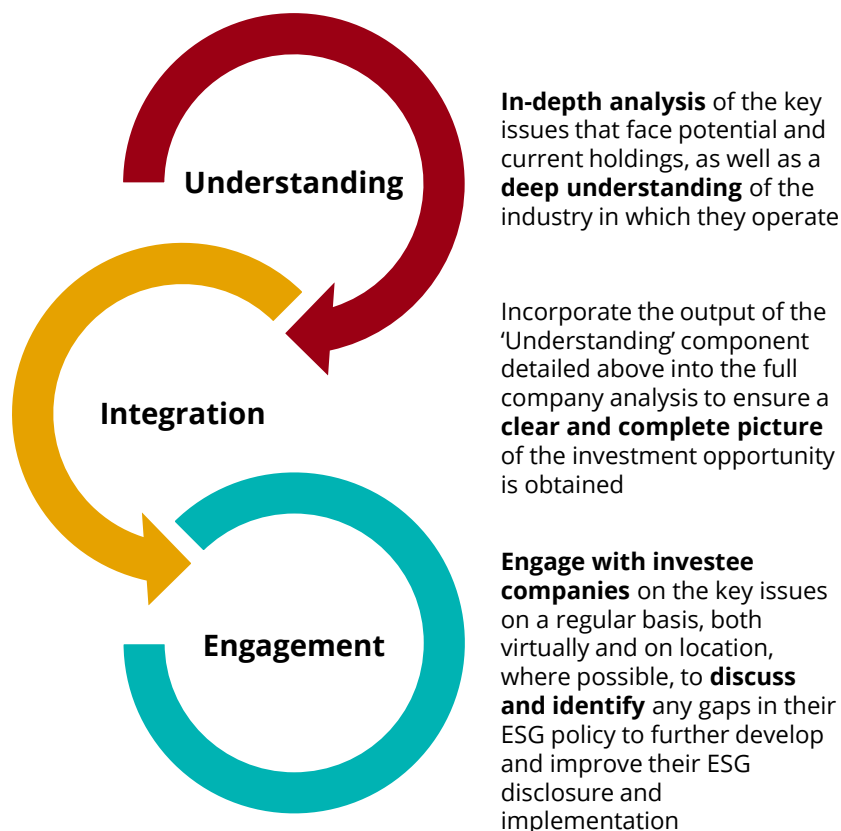 Understanding
In-depth analysis of the key
issues that face potential and
current holdings, as well as a
deep understanding of the
industry in which they operate
Integration
Incorporate the output of the
‘Understanding’ component
detailed above into the full
company analysis to ensure a
clear and complete picture
of the investment opportunity
is obtained
Engagement
Engage with investee
companies on the key issues
on a regular basis, both
virtually and on location,
where possible, to discuss
and identify any gaps in their
ESG policy to further develop
and improve their ESG
disclosure and
implementation